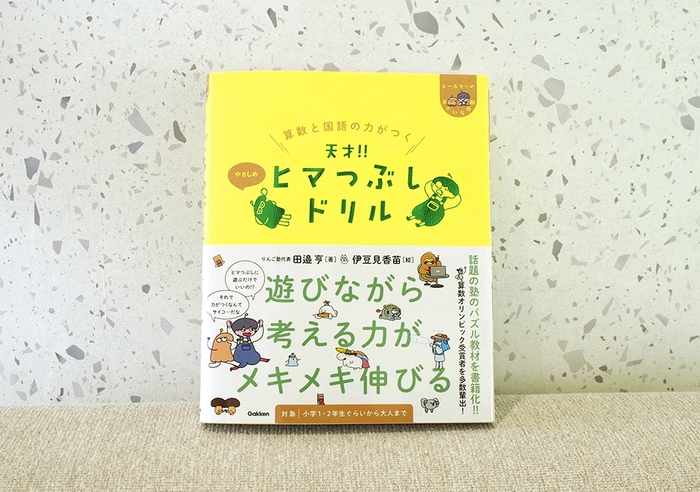 ヒー&マーの
算数と国語の力がつく
天才!!
やさしめ
ヒマつぶし
ドリル
りんご塾代表 田邉亨[著] 伊豆見香苗[絵]
ヒマつぶしに
遊ぶだけで
いいの!?
それで
力がつくなんて
サイコーだな
遊びながら
考える力が
メキメキ伸びる
話題の塾のパズル教材を書籍化!!
算数オリンピック受賞者を多数輩出!
Gakken
対象 小学1・2年生ぐらいから大人まで